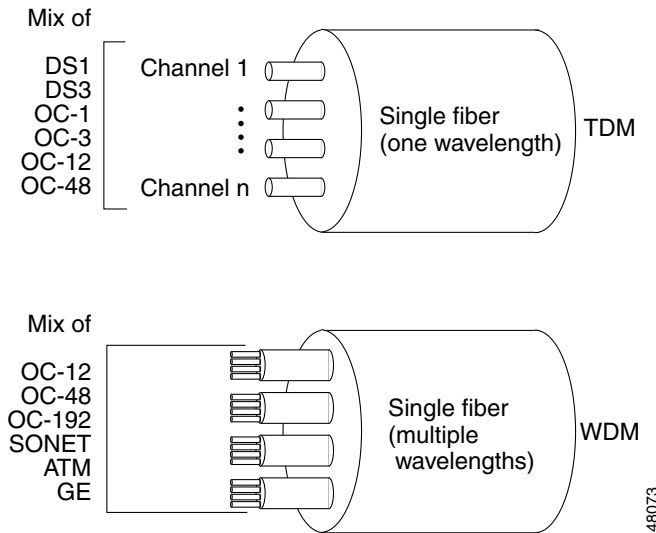 Mix of
DS1
DS3
OC-1
OC-3
OC-12
OC-48
Channel 1
Channel n
Single fiber
(one wavelength)
TDM
Mix of
OC-12
OC-48
OC-192
SONET
ATM
GE
Single fiber
(multiple
wavelengths)
WDM
48073